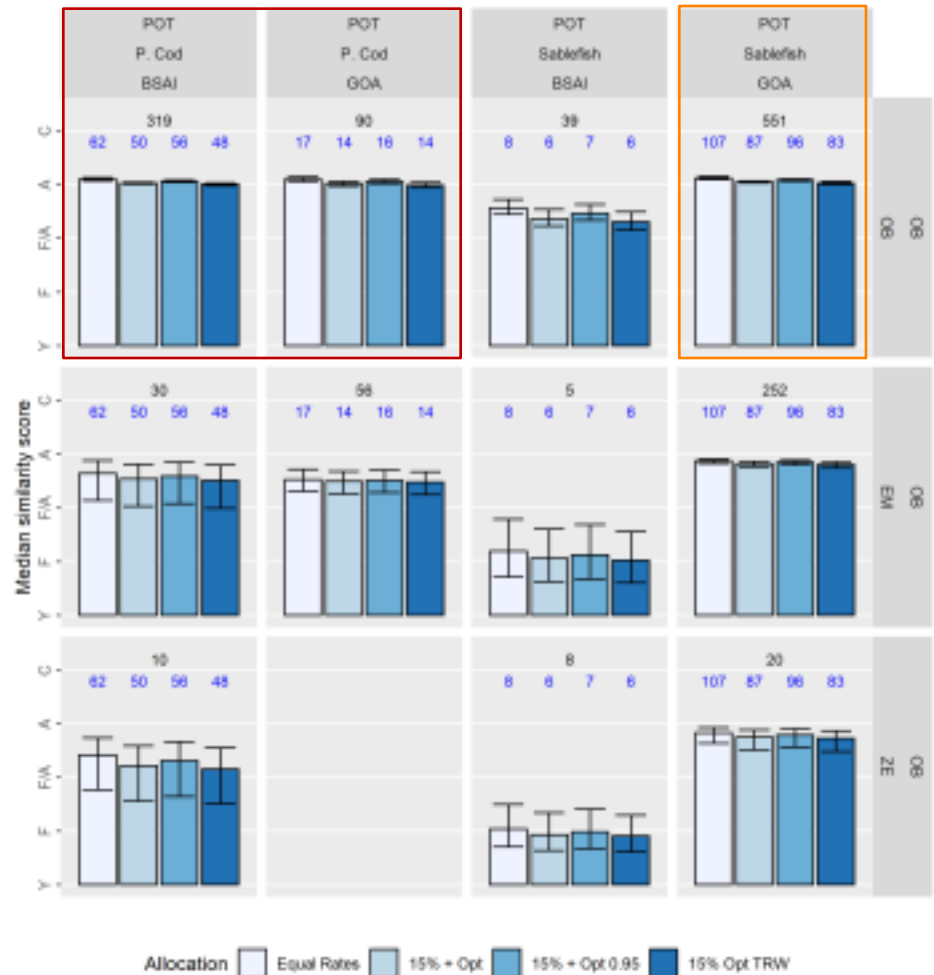 POT POT POT POT
P. Cod P. Cod Sablefish Sablefish
BSAI GOA BSAI GOA
319 90 39 551
62 50 56 48 17 14 16 14 8 6 7 6 107 87 96 83
C
A
F/A
F
Y
OB
OB
30 56 5 252
62 50 56 48 17 14 16 14 8 6 7 6 107 87 96 83
C
A
F/A
F
Y
OB
EM
Median similarity score
10 8 20
62 50 56 48 8 6 7 6 107 87 96 83
C
A
F/A
F
Y
OB
ZE
Allocation Equal Rates 15% + Opt 15% + Opt 0.95 15% Opt TRW